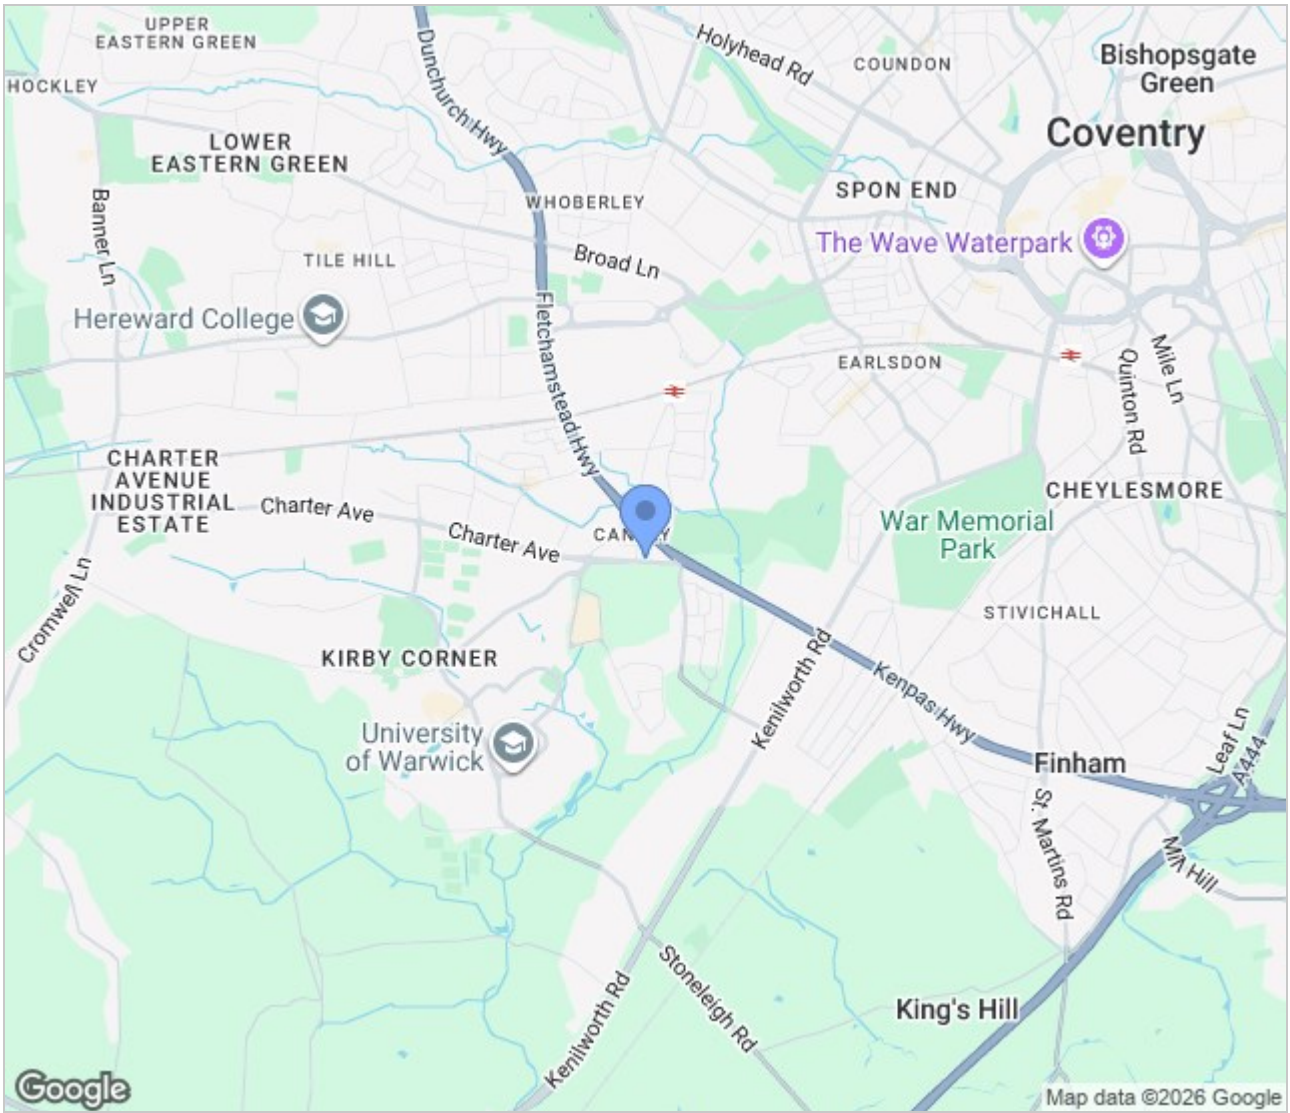 UPPER
EASTERN GREEN
HOCKLEY
Dunchurch Hwy
Holyhead Rd
COUNDON
Bishopsgate
Green
Coventry
LOWER
EASTERN GREEN
Banner Ln
WHOBERLEY
SPON END
TILE HILL
Broad Ln
The Wave Waterpark
Hereward College
Fletchamstead Hwy
EARLSDON
Quinton Rd
Mile Ln
CHARTER
AVENUE
INDUSTRIAL
ESTATE
Charter Ave
Charter Ave
CHEYLESMORE
War Memorial
Park
Cromwell Ln
STIVICHALL
KIRBY CORNER
Kenilworth Rd
Kenpas Hwy
University
of Warwick
Finham
Leaf Ln
A444
St. Martins Rd
Mill Hill
Stoneleigh Rd
Kenilworth Rd
King's Hill
Google
Map data ©2026 Google